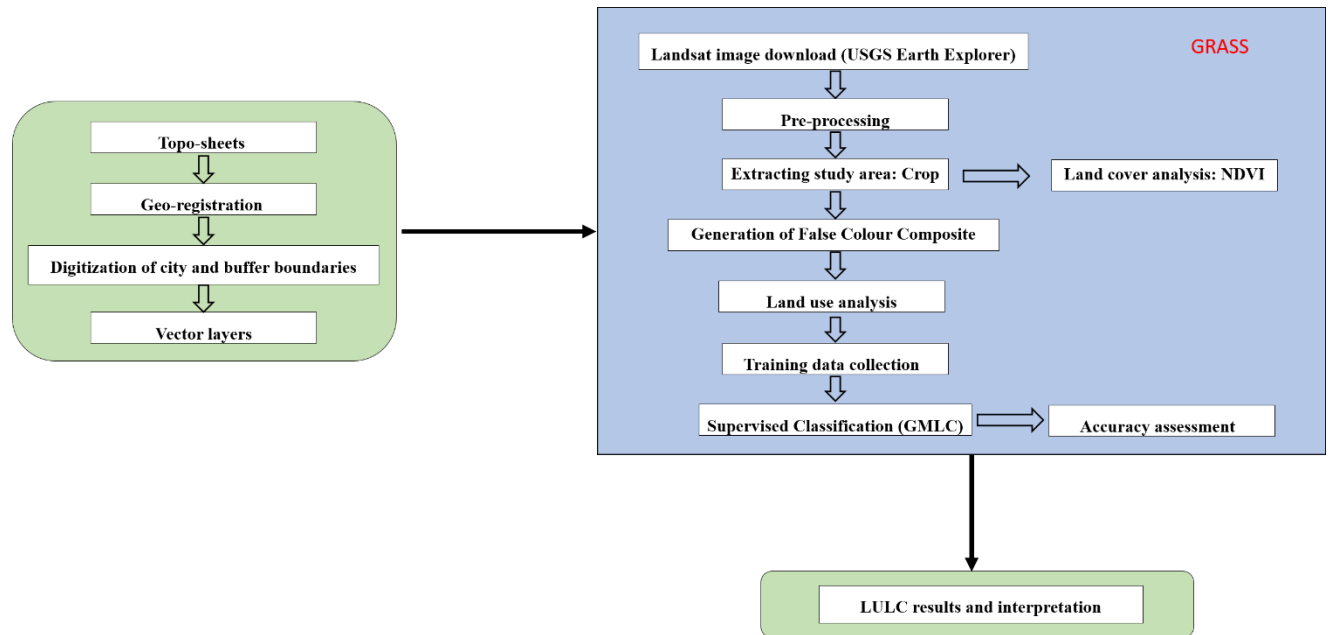 Topo-sheets
Geo-registration
Digitization of city and buffer boundaries
Vector layers
GRASS
Landsat image download (USGS Earth Explorer)
Pre-processing
Extracting study area: Crop
Land cover analysis: NDVI
Generation of False Colour Composite
Land use analysis
Training data collection
Supervised Classification (GMLC)
Accuracy assessment
LULC results and interpretation